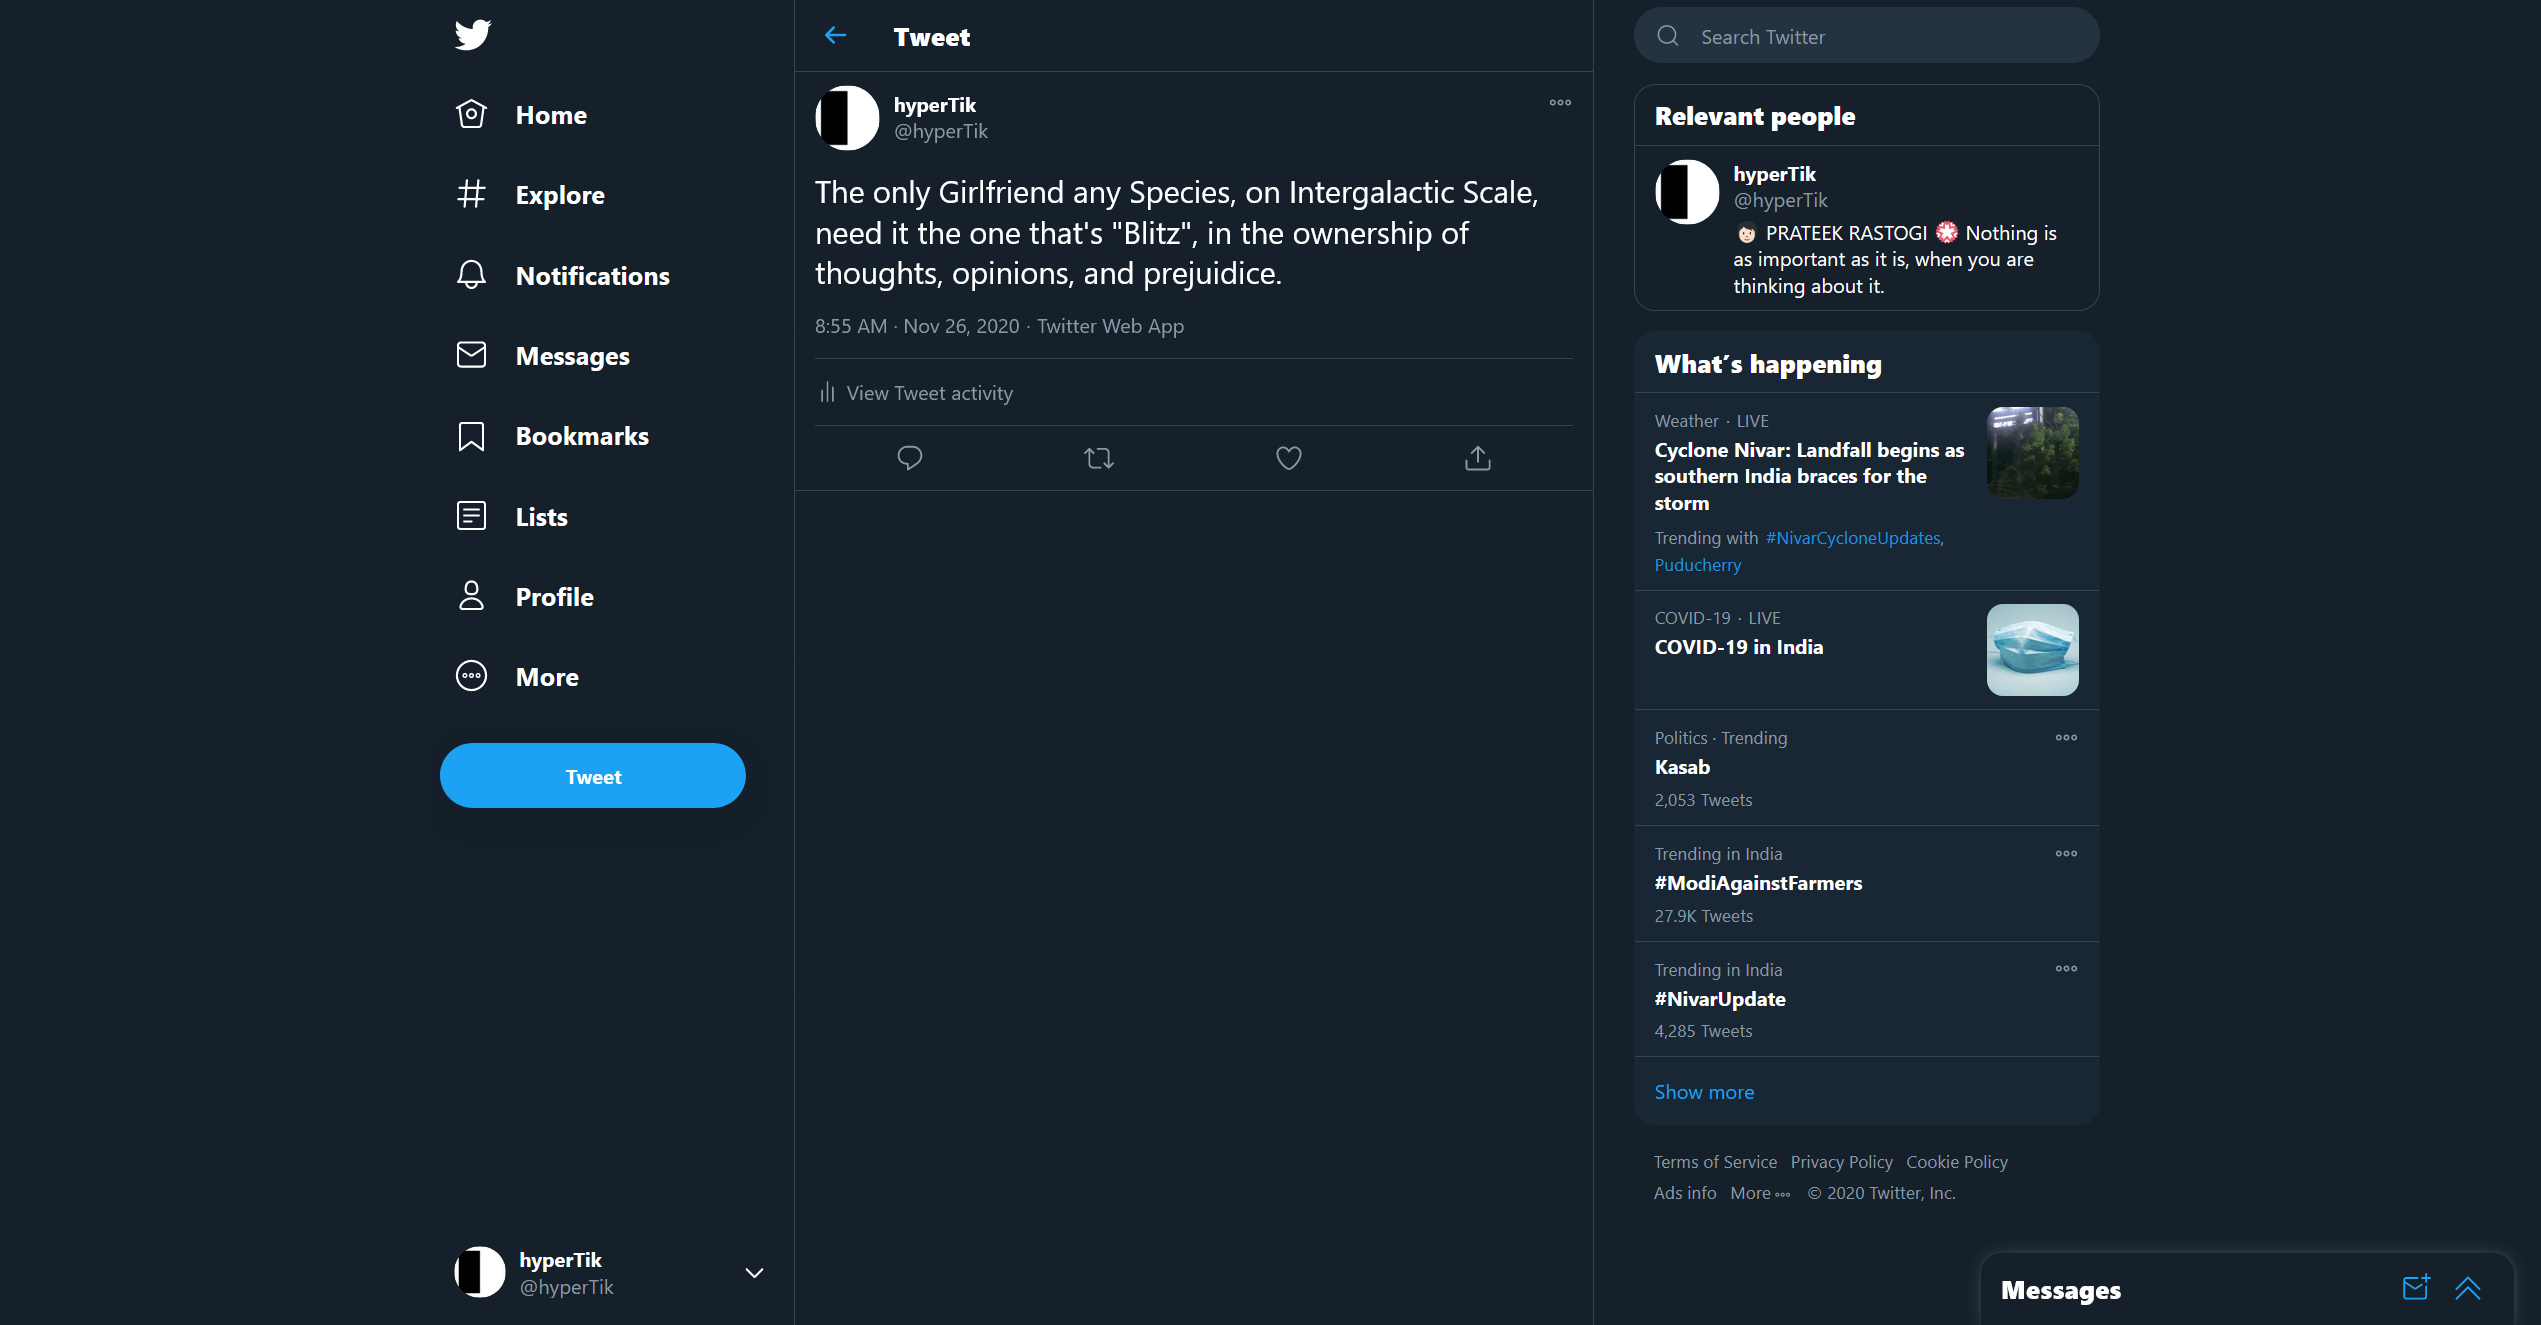 Home
Explore
Notifications
Messages
Bookmarks
Lists
Profile
More
Tweet
hyperTik
@hyperTik
Tweet
hyperTik
@hyperTik
The only Girlfriend any Species, on Intergalactic Scale,
need it the one that's "Blitz", in the ownership of
thoughts, opinions, and prejuidice.
8:55 AM · Nov 26, 2020 · Twitter Web App
View Tweet activity
Search Twitter
Relevant people
hyperTik
@hyperTik
PRATEEK RASTOGI Nothing is
as important as it is, when you are
thinking about it.
What's happening
Weather · LIVE
Cyclone Nivar: Landfall begins as
southern India braces for the
storm
Trending with #NivarCycloneUpdates,
Puducherry
COVID-19 · LIVE
COVID-19 in India
Politics · Trending
Kasab
2,053 Tweets
Trending in India
#ModiAgainstFarmers
27.9K Tweets
Trending in India
#NivarUpdate
4,285 Tweets
Show more
Terms of Service Privacy Policy Cookie Policy
Ads info More © 2020 Twitter, Inc.
Messages